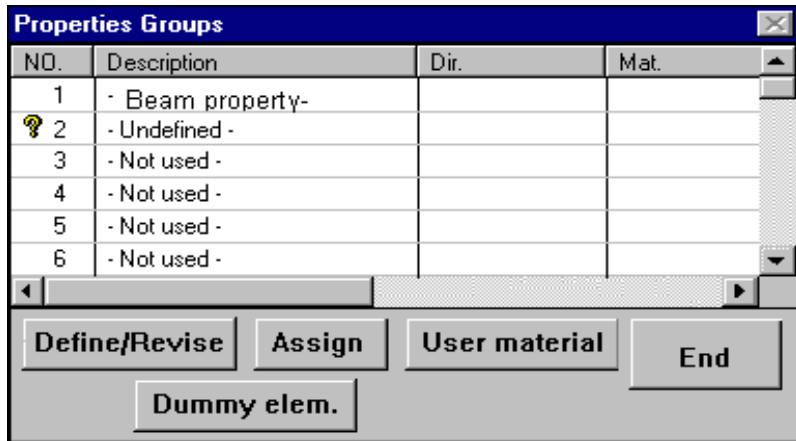 Properties Groups
NO. Description Dir. Mat.
1 - Beam property-
2 - Undefined -
3 - Not used -
4 - Not used -
5 - Not used -
6 - Not used -
Define/Revise Assign User material End
Dummy elem.